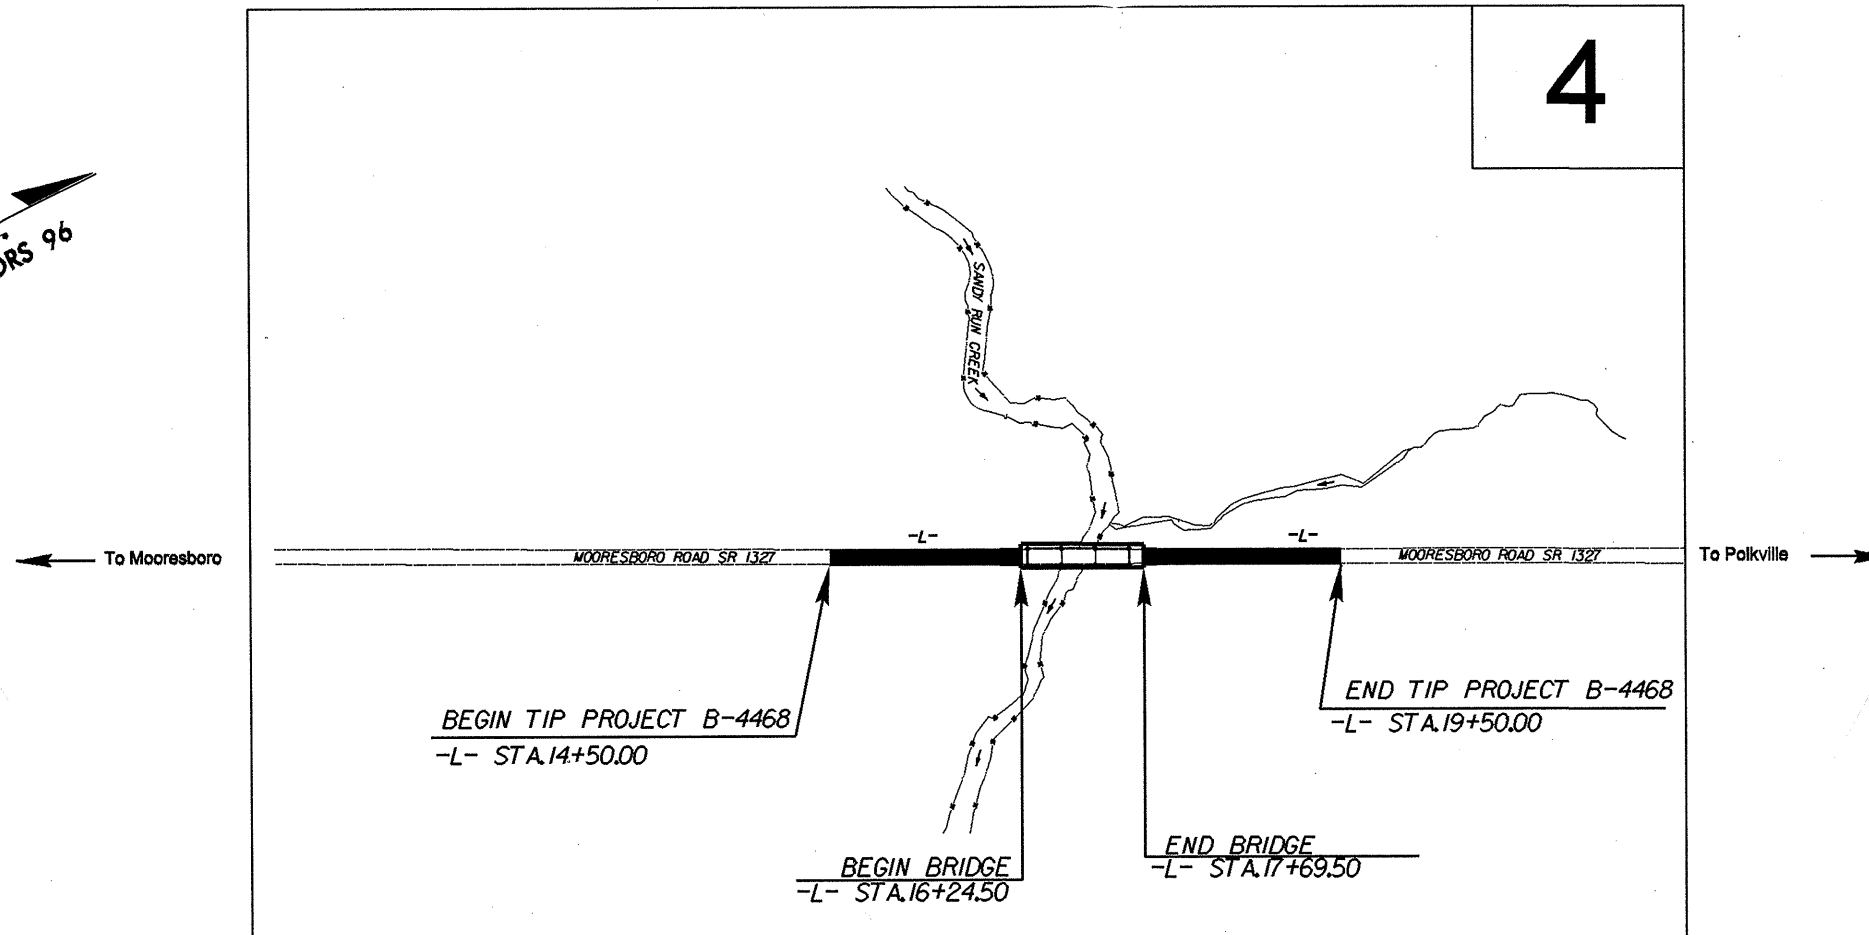 4
96
SANDY RUN CREEK
-L-
-L-
To Mooresboro
MOORESBORO ROAD SR 1327
MOORESBORO ROAD SR 1327
To Polkville
BEGIN TIP PROJECT B-4468
-L- STA.14+50.00
END TIP PROJECT B-4468
-L- STA.19+50.00
BEGIN BRIDGE
-L- STA.16+24.50
END BRIDGE
-L- STA.17+69.50